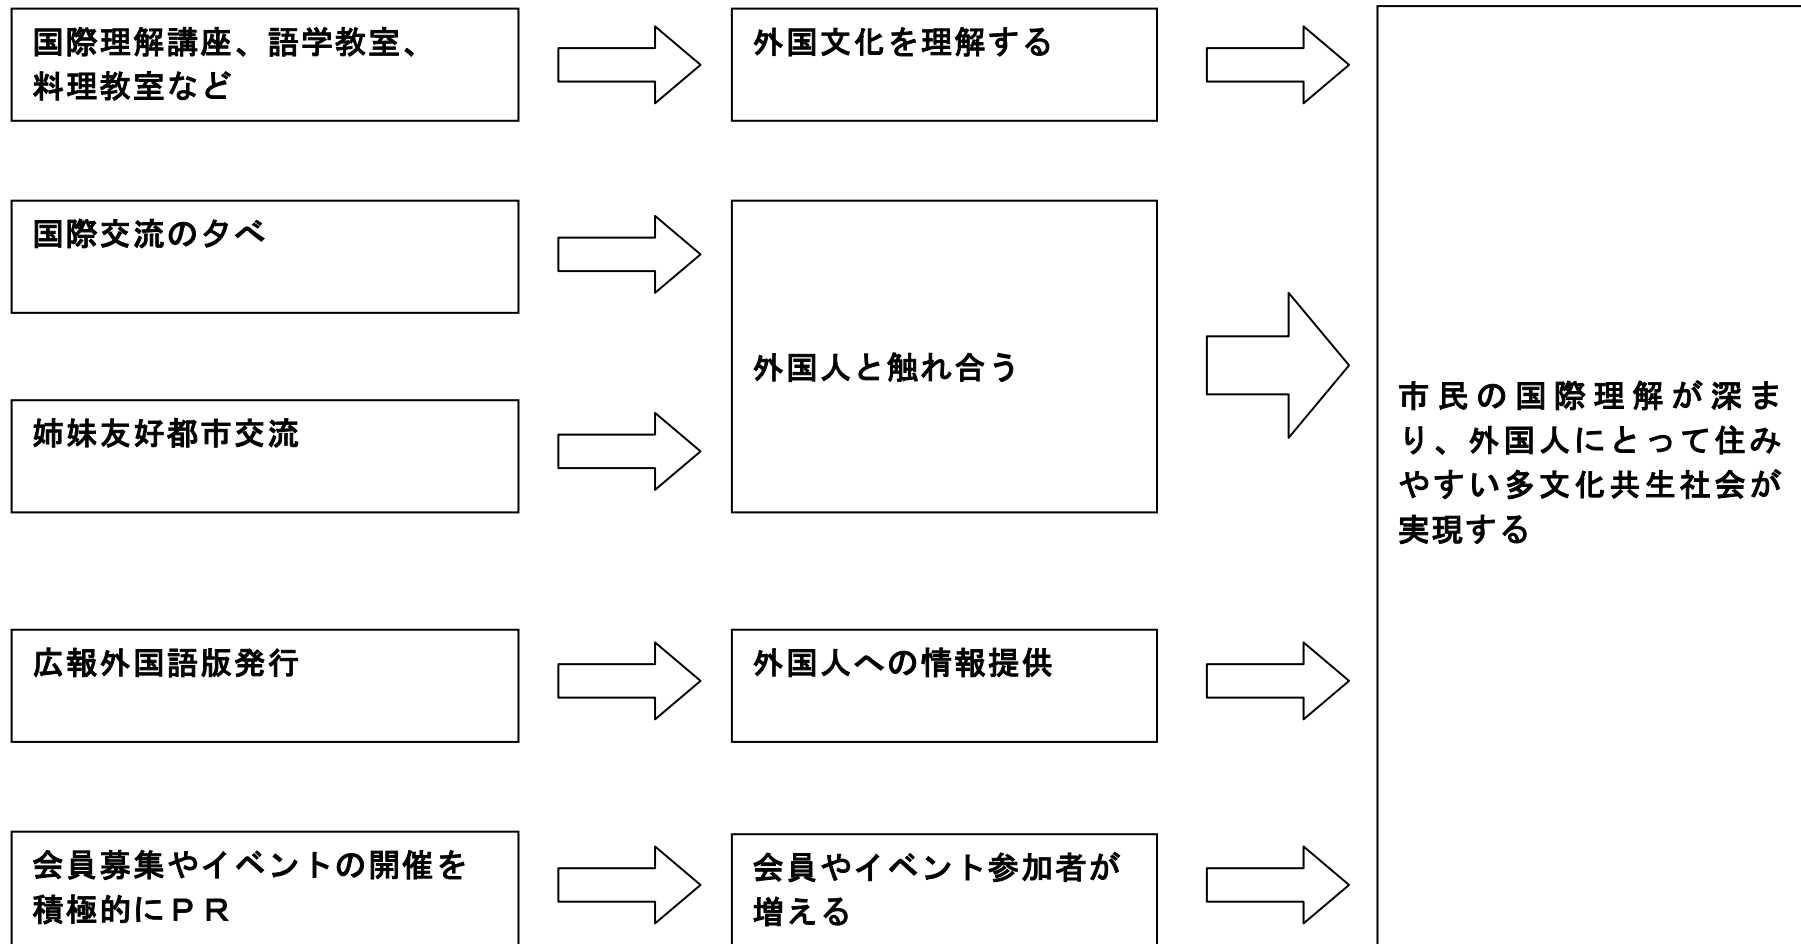 国際理解講座、語学教室、
料理教室など
外国文化を理解する
国際交流の夕べ
外国人と触れ合う
姉妹友好都市交流
市民の国際理解が深ま
り、外国人にとって住み
やすい多文化共生社会が
実現する
広報外国語版発行
外国人への情報提供
会員募集やイベントの開催を
積極的にＰＲ
会員やイベント参加者が
増える